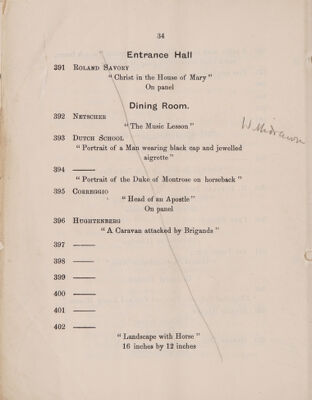 34
Entrance Hall
391 Roland Savory
"Christ in the House of Mary"
On panel
Dining Room.
392 Netscher
"The Music Lesson"
Withdrawn
393 Dutch School
"Portrait of a Man wearing black cap and jewelled
aigrette"
394 ——
"Portrait of the Duke of Montrose on horseback"
395 Correggio
"Head of an Apostle"
On panel
396 Hughtenberg
"A Caravan attacked by Brigands"
397 ——
398 ——
399 ——
400 ——
401 ——
402 ——
"Landscape with Horse"
16 inches by 12 inches